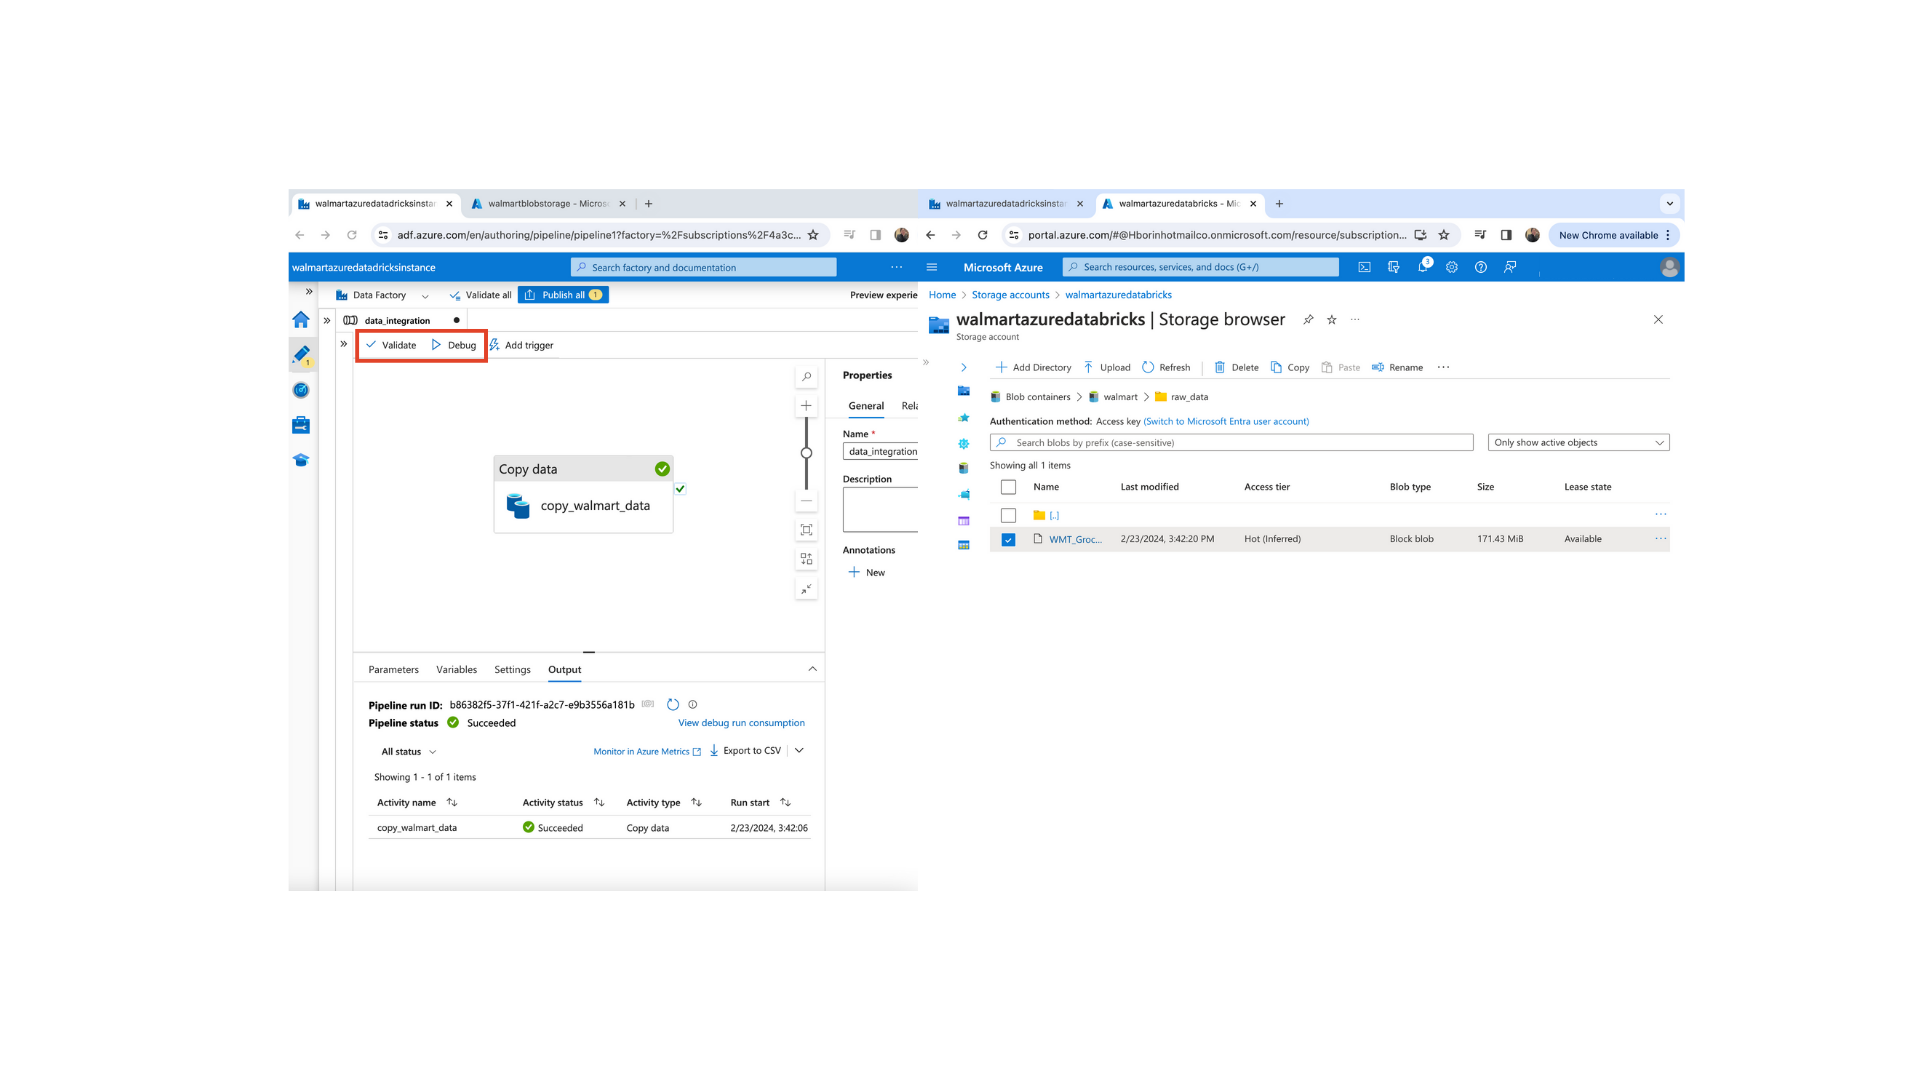 walmartazuredatadricksinstar
walmartblobstorage - Micros
adf.azure.com/en/authoring/pipeline/pipeline1?factory=%2Fsubscriptions%2F4a3c...
walmartazuredatadricksinstance
Search factory and documentation
Data Factory
Validate all
Publish all 1
Preview experie
data_integration
1
Validate
Debug
Add trigger
Properties
General
Rela
Name *
data_integration
Description
Annotations
New
Copy data
copy_walmart_data
Parameters
Variables
Settings
Output
Pipeline run ID: b86382f5-37f1-421f-a2c7-e9b3556a181b
Pipeline status Succeeded
View debug run consumption
All status
Monitor in Azure Metrics
Export to CSV
Showing 1 - 1 of 1 items
Activity name Activity status Activity type Run start
copy_walmart_data Succeeded Copy data 2/23/2024, 3:42:06
walmartazuredatadricksinstar
walmartazuredatabricks - Mic
portal.azure.com/#@Hborinhotmailco.onmicrosoft.com/resource/subscription...
New Chrome available
Microsoft Azure
Search resources, services, and docs (G+/)
3
Home > Storage accounts > walmartazuredatabricks
walmartazuredatabricks | Storage browser
Storage account
Add Directory
Upload
Refresh
Delete
Copy
Paste
Rename
Blob containers > walmart > raw_data
Authentication method: Access key (Switch to Microsoft Entra user account)
Search blobs by prefix (case-sensitive)
Only show active objects
Showing all 1 items
Name Last modified Access tier Blob type Size Lease state
[..]
WMT_Groc... 2/23/2024, 3:42:20 PM Hot (Inferred) Block blob 171.43 MiB Available